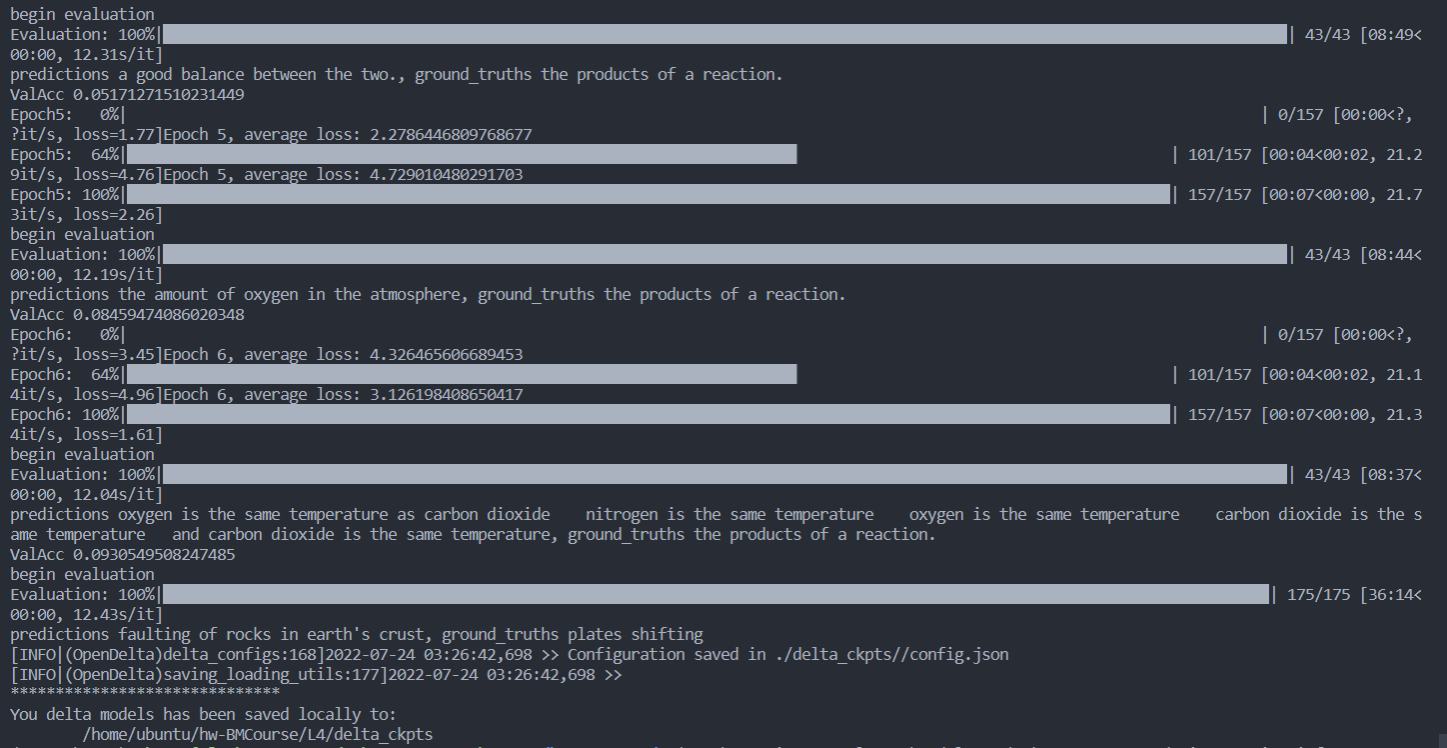 begin evaluation
Evaluation: 100%| | 43/43 [08:49<
00:00, 12.31s/it]
predictions a good balance between the two., ground_truths the products of a reaction.
ValAcc 0.05171271510231449
Epoch5:   0%| | 0/157 [00:00<?,
?it/s, loss=1.77]Epoch 5, average loss: 2.2786446809768677
Epoch5:  64%| | 101/157 [00:04<00:02, 21.2
9it/s, loss=4.76]Epoch 5, average loss: 4.729010480291703
Epoch5: 100%| | 157/157 [00:07<00:00, 21.7
3it/s, loss=2.26]
begin evaluation
Evaluation: 100%| | 43/43 [08:44<
00:00, 12.19s/it]
predictions the amount of oxygen in the atmosphere, ground_truths the products of a reaction.
ValAcc 0.08459474086020348
Epoch6:   0%| | 0/157 [00:00<?,
?it/s, loss=3.45]Epoch 6, average loss: 4.326465606689453
Epoch6:  64%| | 101/157 [00:04<00:02, 21.1
4it/s, loss=4.96]Epoch 6, average loss: 3.126198408650417
Epoch6: 100%| | 157/157 [00:07<00:00, 21.3
4it/s, loss=1.61]
begin evaluation
Evaluation: 100%| | 43/43 [08:37<
00:00, 12.04s/it]
predictions oxygen is the same temperature as carbon dioxide    nitrogen is the same temperature    oxygen is the same temperature    carbon dioxide is the s
ame temperature   and carbon dioxide is the same temperature, ground_truths the products of a reaction.
ValAcc 0.0930549508247485
begin evaluation
Evaluation: 100%| | 175/175 [36:14<
00:00, 12.43s/it]
predictions faulting of rocks in earth's crust, ground_truths plates shifting
[INFO|(OpenDelta)delta_configs:168]2022-07-24 03:26:42,698 >> Configuration saved in ./delta_ckpts//config.json
[INFO|(OpenDelta)saving_loading_utils:177]2022-07-24 03:26:42,698 >>
******************************
You delta models has been saved locally to:
/home/ubuntu/hw-BMCourse/L4/delta_ckpts